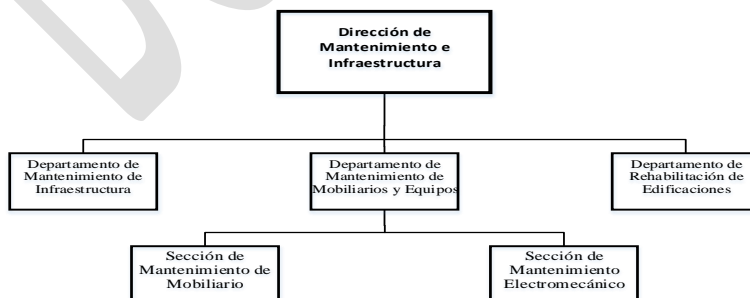 Dirección de
Mantenimiento e
Infraestructura
Departamento de
Mantenimiento de
Infraestructura
Departamento de
Mantenimiento de
Mobiliarios y Equipos
Departamento de
Rehabilitación de
Edificaciones
Sección de
Mantenimiento de
Mobiliario
Sección de
Mantenimiento
Electromecánico